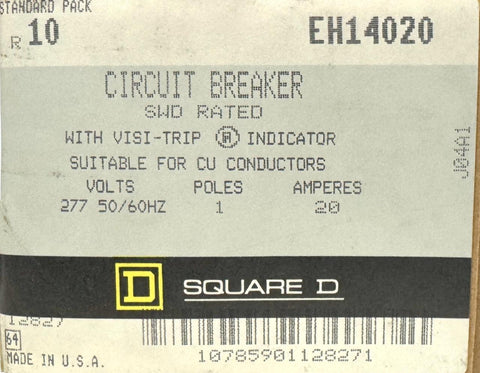 STANDARD PACK
R 10 EH14020
CIRCUIT BREAKER
SWD RATED
WITH VISI-TRIP ® INDICATOR
SUITABLE FOR CU CONDUCTORS
VOLTS POLES AMPERES
277 50/60HZ 1 20
J04A1
D SQUARE D
12827
64
MADE IN U.S.A.
10785901128271